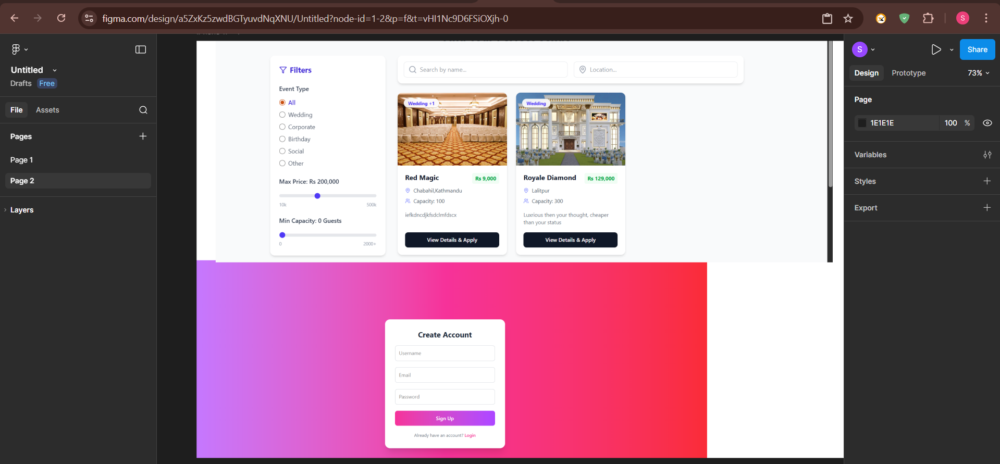 figma.com/design/a5ZxKz5zwdBGTyuvdNqXNU/Untitled?node-id=1-2&p=f&t=vHI1Nc9D6FSiOXjh-0
S
Untitled
Drafts Free
File Assets
Pages
Page 1
Page 2
Layers
Filters
Event Type
All
Wedding
Corporate
Birthday
Social
Other
Max Price: Rs 200,000
10k 500k
Min Capacity: 0 Guests
0 2000+
Search by name... Location...
Wedding +1
Red Magic Rs 9,000
Chabahil,Kathmandu
Capacity: 100
iefkdncdjkfsdclmfdscx
View Details & Apply
Wedding
Royale Diamond Rs 129,000
Lalitpur
Capacity: 300
Luxrious then your thought, cheaper
than your status
View Details & Apply
Create Account
Username
Email
Password
Sign Up
Already have an account? Login
S Share
Design Prototype 73%
Page
1E1E1E 100 %
Variables
Styles
Export